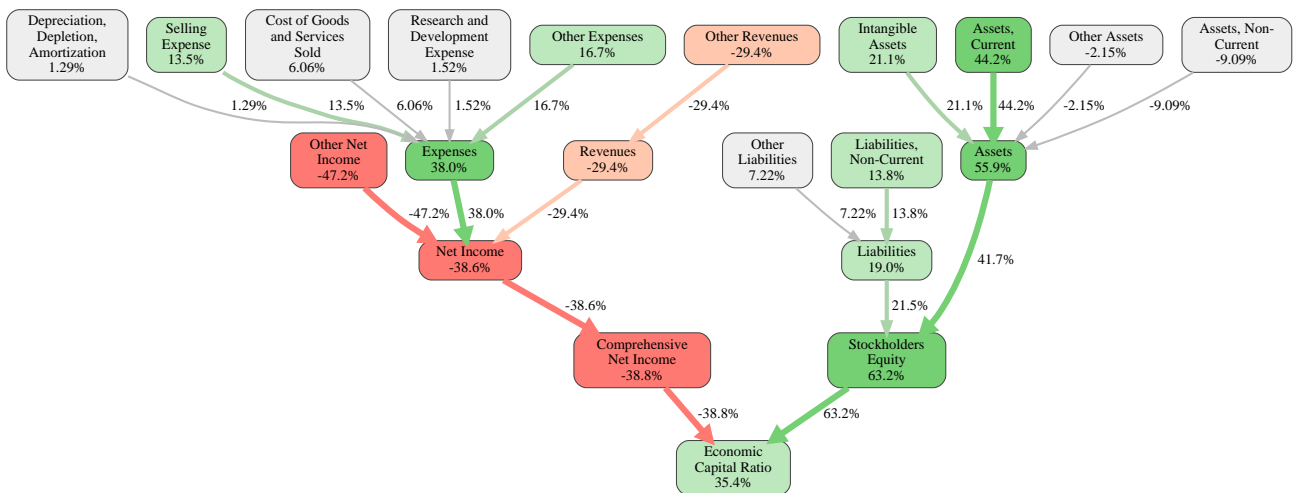 Depreciation,
Depletion,
Amortization
1.29%
Selling
Expense
13.5%
Cost of Goods
and Services
Sold
6.06%
Research and
Development
Expense
1.52%
Other Expenses
16.7%
Other Revenues
-29.4%
Intangible
Assets
21.1%
Assets,
Current
44.2%
Other Assets
-2.15%
Assets, Non-
Current
-9.09%
1.29%
13.5%
6.06%
1.52%
16.7%
-29.4%
21.1%
44.2%
-2.15%
-9.09%
Other Net
Income
-47.2%
Expenses
38.0%
Revenues
-29.4%
Other
Liabilities
7.22%
Liabilities,
Non-Current
13.8%
Assets
55.9%
-47.2%
38.0%
-29.4%
7.22%
13.8%
Net Income
-38.6%
Liabilities
19.0%
41.7%
-38.6%
21.5%
Comprehensive
Net Income
-38.8%
Stockholders
Equity
63.2%
-38.8%
63.2%
Economic
Capital Ratio
35.4%